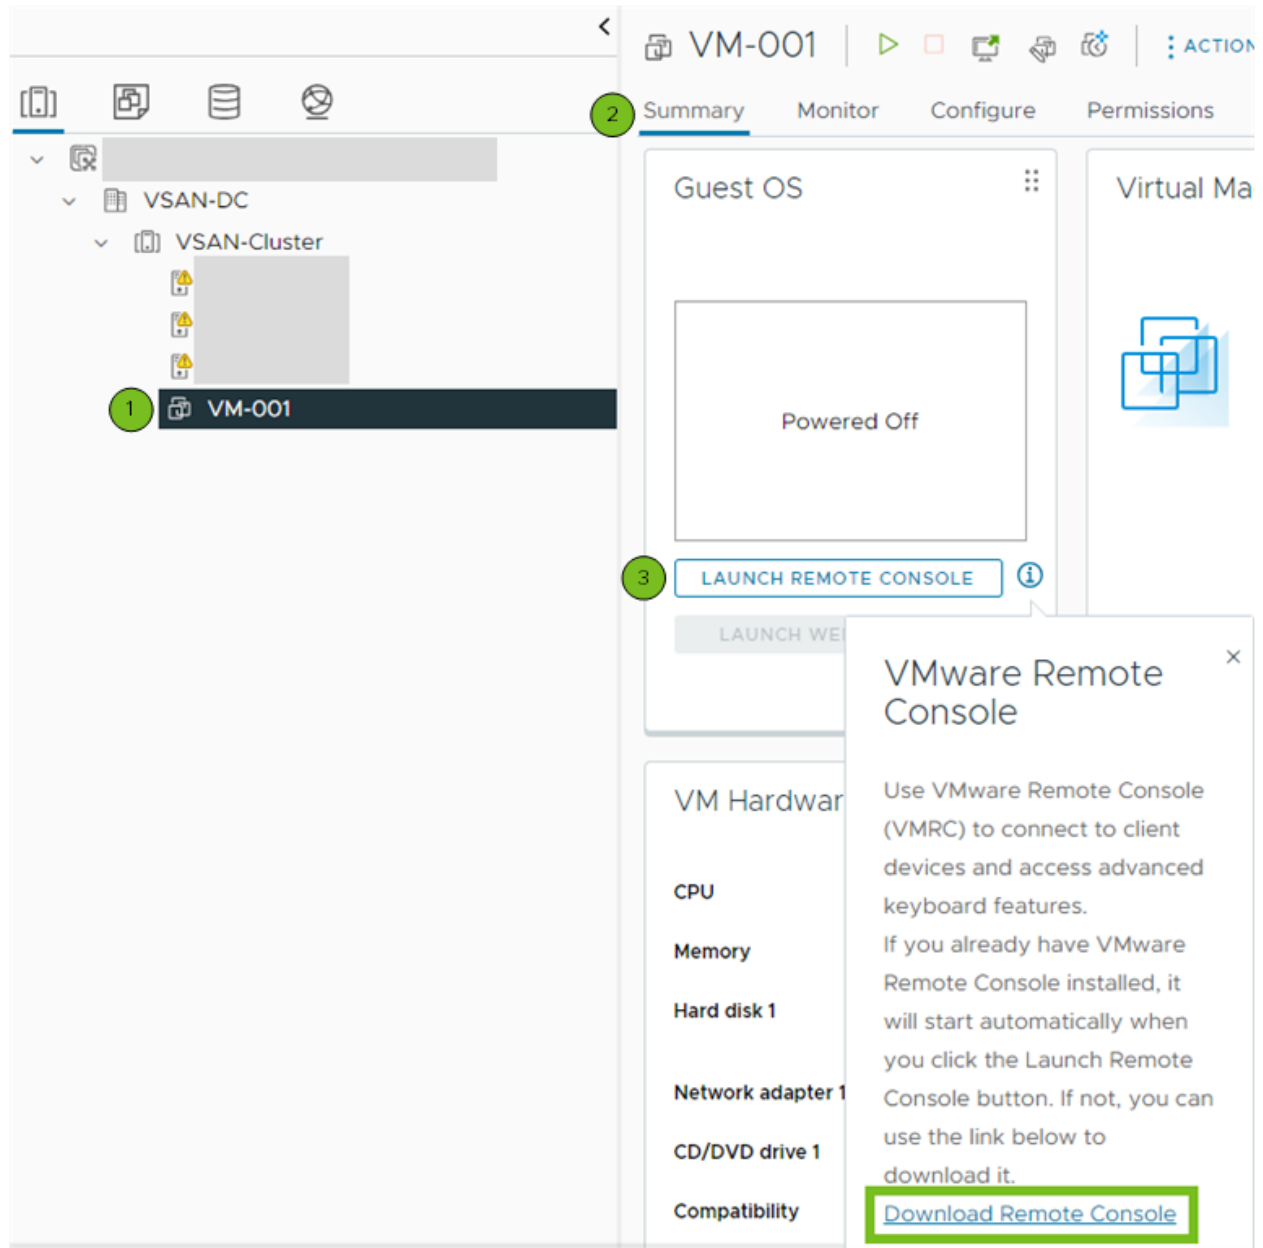 VM-001
ACTION
2
Summary
Monitor
Configure
Permissions
VSAN-DC
VSAN-Cluster
1
VM-001
Guest OS
Virtual Ma
Powered Off
3
LAUNCH REMOTE CONSOLE
LAUNCH WE
VMware Remote
Console
Use VMware Remote Console
(VMRC) to connect to client
devices and access advanced
keyboard features.
If you already have VMware
Remote Console installed, it
will start automatically when
you click the Launch Remote
Console button. If not, you can
use the link below to
download it.
Download Remote Console
VM Hardwar
CPU
Memory
Hard disk 1
Network adapter 1
CD/DVD drive 1
Compatibility